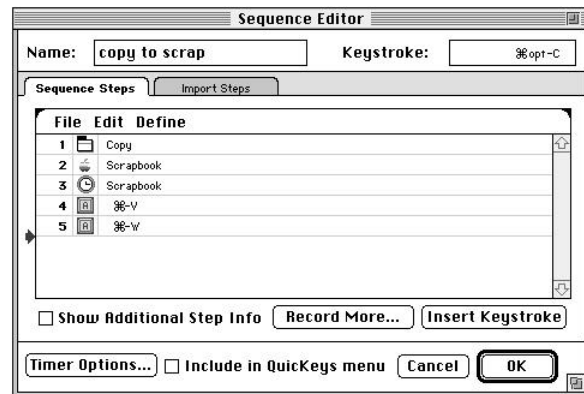 Sequence Editor
Name: copy to scrap Keystroke: ⌘opt-C
Sequence Steps Import Steps
File Edit Define
1 Copy
2 Scrapbook
3 Scrapbook
4 ⌘-V
5 ⌘-W
Show Additional Step Info Record More... Insert Keystroke
Timer Options... Include in QuicKeys menu Cancel OK